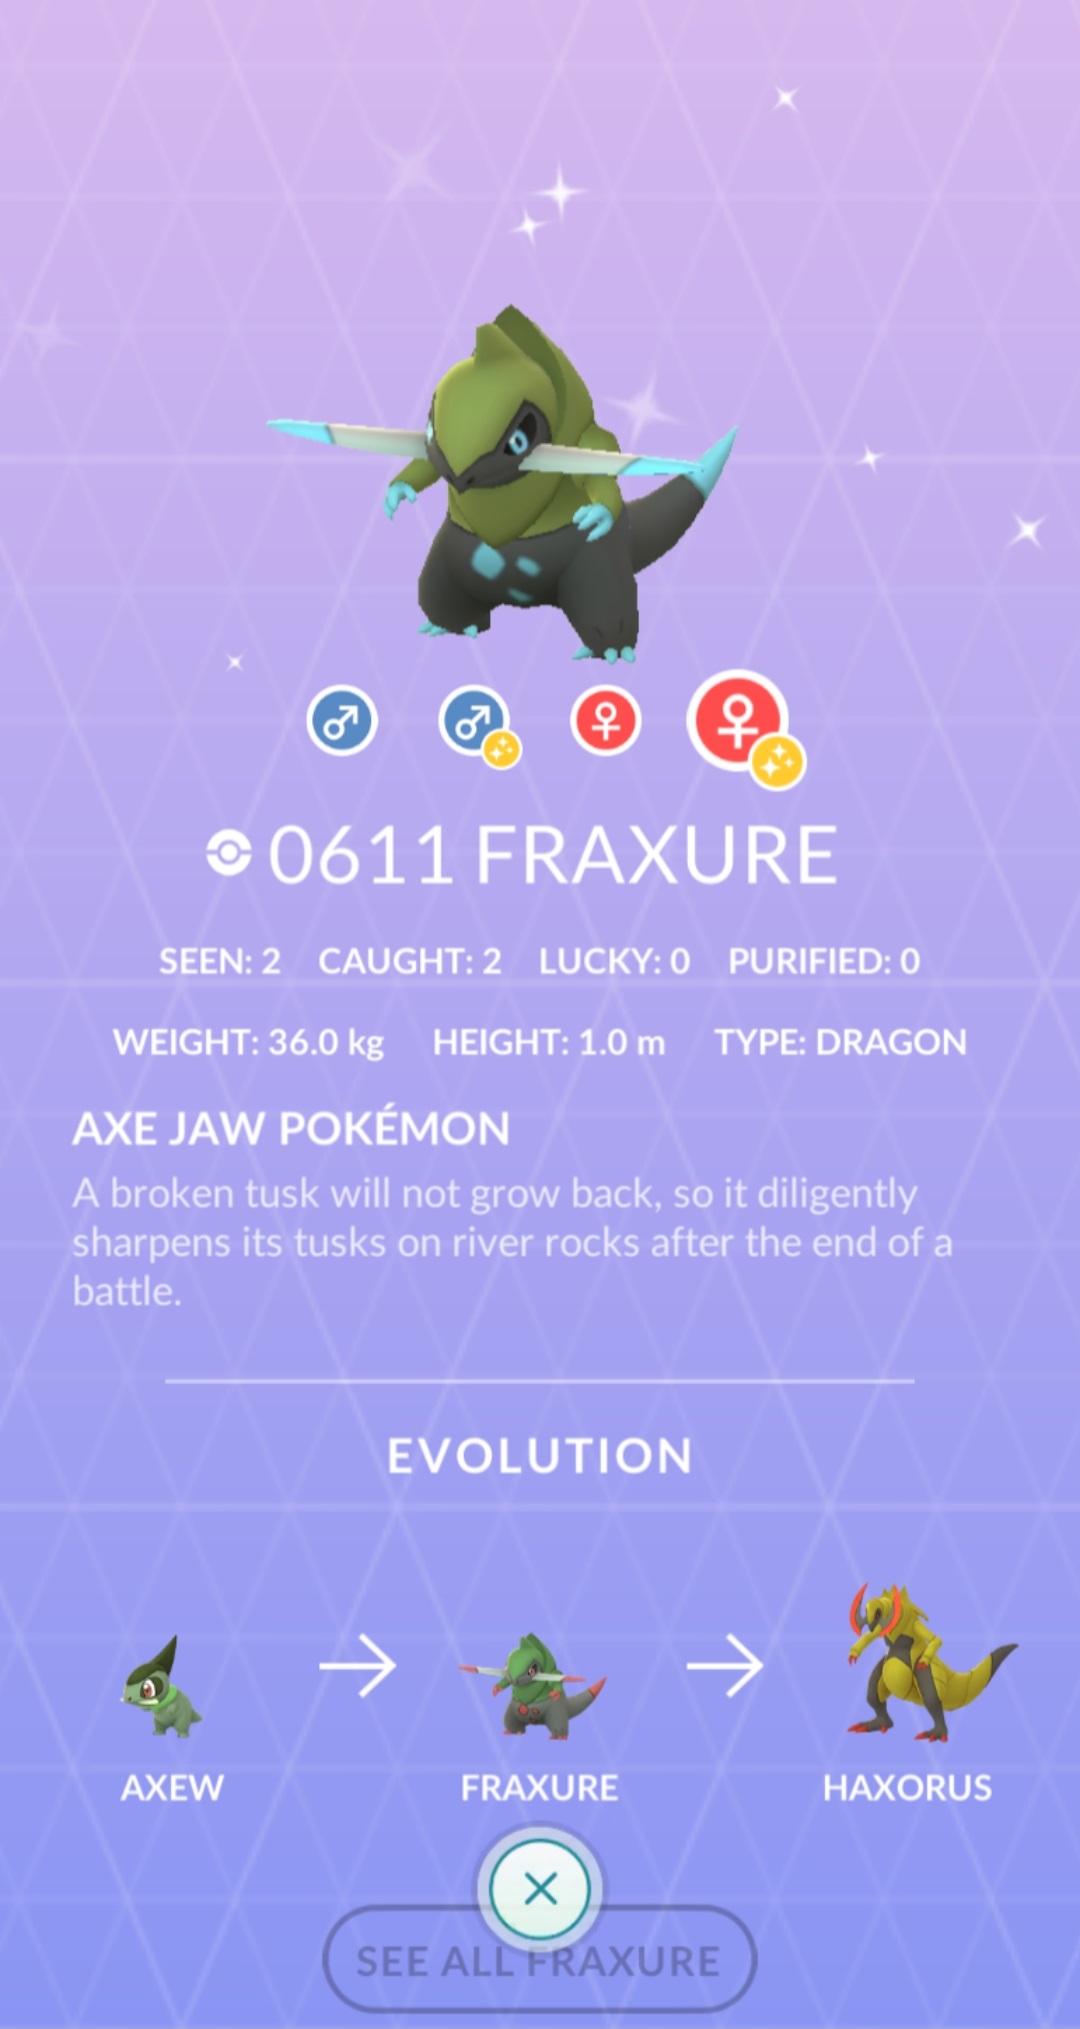 0611 FRAXURE
SEEN: 2 CAUGHT: 2 LUCKY: 0 PURIFIED: 0
WEIGHT: 36.0 kg HEIGHT: 1.0 m TYPE: DRAGON
AXE JAW POKÉMON
A broken tusk will not grow back, so it diligently
sharpens its tusks on river rocks after the end of a
battle.
EVOLUTION
AXEW FRAXURE HAXORUS
SEE ALL FRAXURE